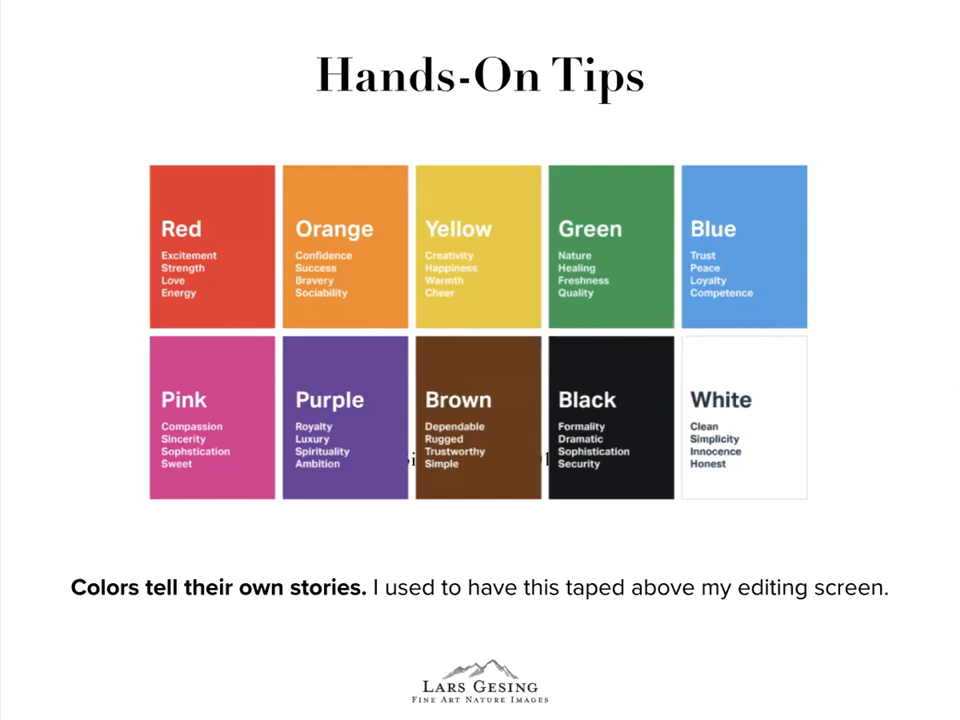 Hands-On Tips
Red
Excitement
Strength
Love
Energy
Orange
Confidence
Success
Bravery
Sociability
Yellow
Creativity
Happiness
Warmth
Cheer
Green
Nature
Healing
Freshness
Quality
Blue
Trust
Peace
Loyalty
Competence
Pink
Compassion
Sincerity
Sophstication
Sweet
Purple
Royalty
Luxury
Spirituality
Ambition
Brown
Dependable
Rugged
Trustworthy
Simple
Black
Formality
Dramatic
Sophistication
Security
White
Clean
Simplicity
Innocence
Honest
Colors tell their own stories. I used to have this taped above my editing screen.
LARS GESING
FINE ART NATURE IMAGES